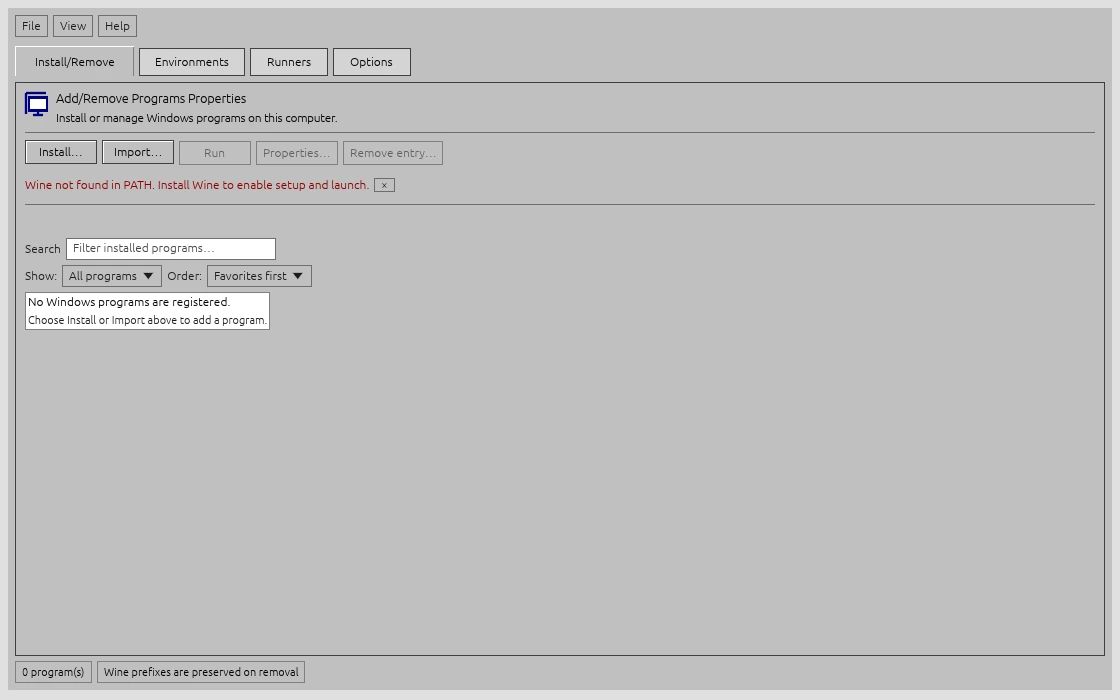 File View Help
Install/Remove Environments Runners Options
Add/Remove Programs Properties
Install or manage Windows programs on this computer.
Install... Import... Run Properties... Remove entry...
Wine not found in PATH. Install Wine to enable setup and launch. x
Search Filter installed programs...
Show: All programs Order: Favorites first
No Windows programs are registered.
Choose Install or Import above to add a program.
0 program(s) Wine prefixes are preserved on removal